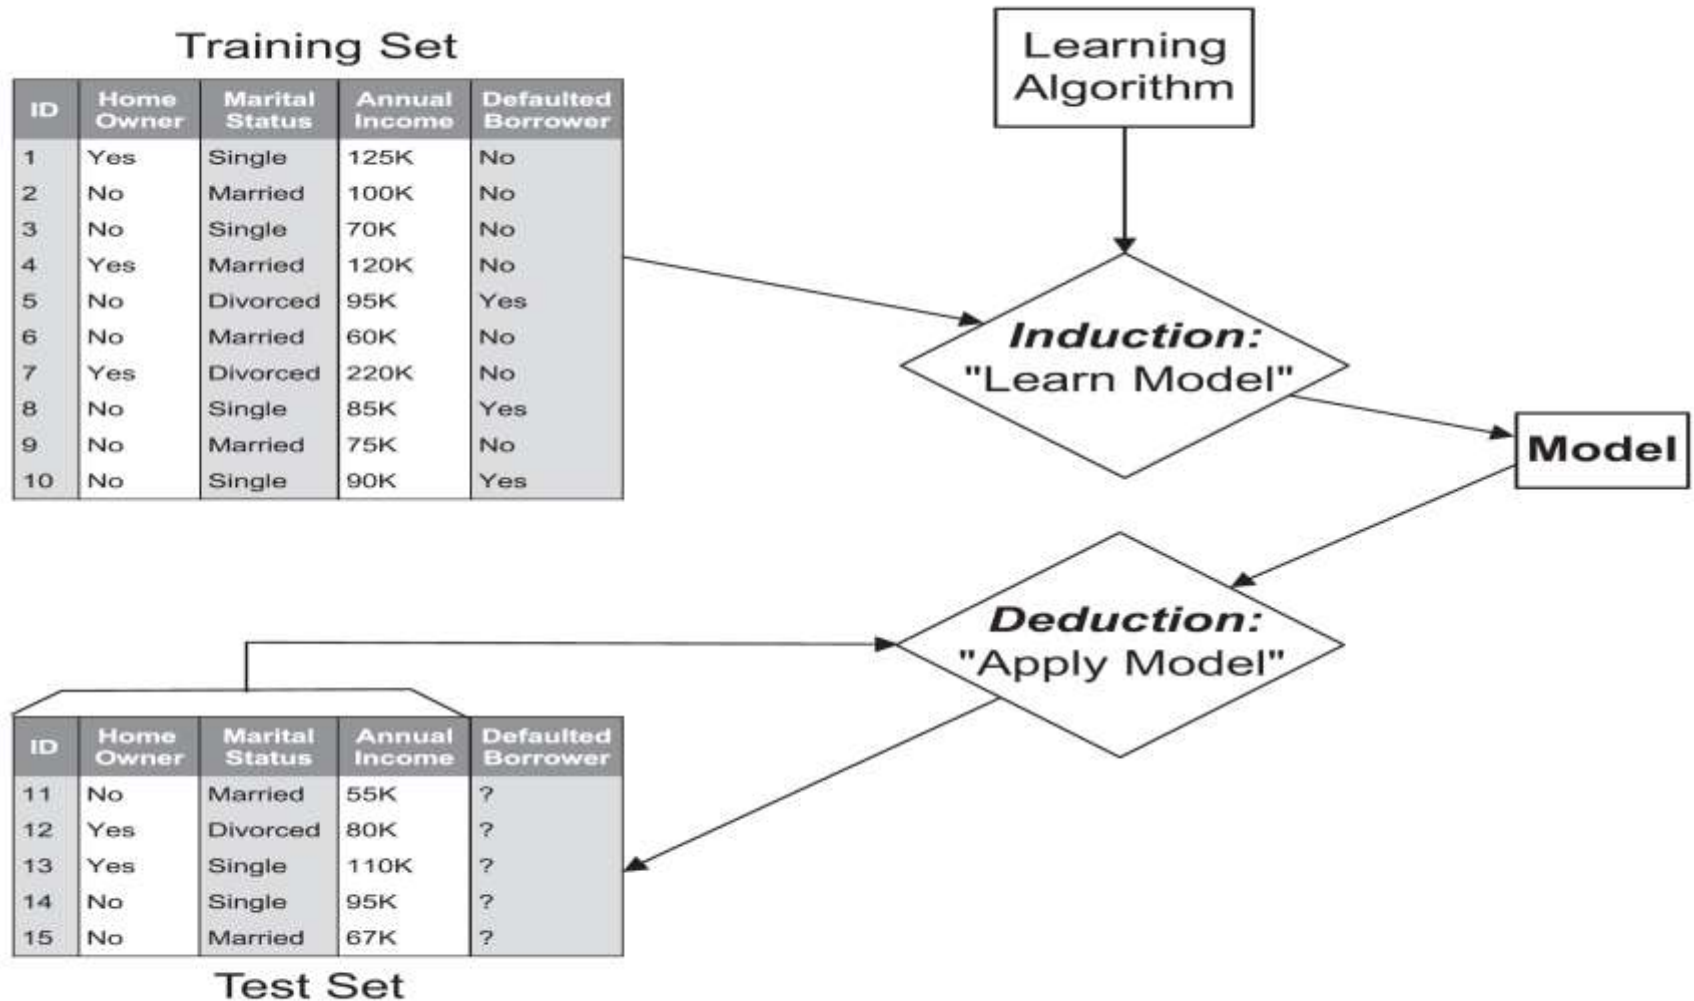 Training Set
ID Home Owner Marital Status Annual Income Defaulted Borrower
1 Yes Single 125K No
2 No Married 100K No
3 No Single 70K No
4 Yes Married 120K No
5 No Divorced 95K Yes
6 No Married 60K No
7 Yes Divorced 220K No
8 No Single 85K Yes
9 No Married 75K No
10 No Single 90K Yes
Learning
Algorithm
Induction:
"Learn Model"
Model
Deduction:
"Apply Model"
ID Home Owner Marital Status Annual Income Defaulted Borrower
11 No Married 55K ?
12 Yes Divorced 80K ?
13 Yes Single 110K ?
14 No Single 95K ?
15 No Married 67K ?
Test Set